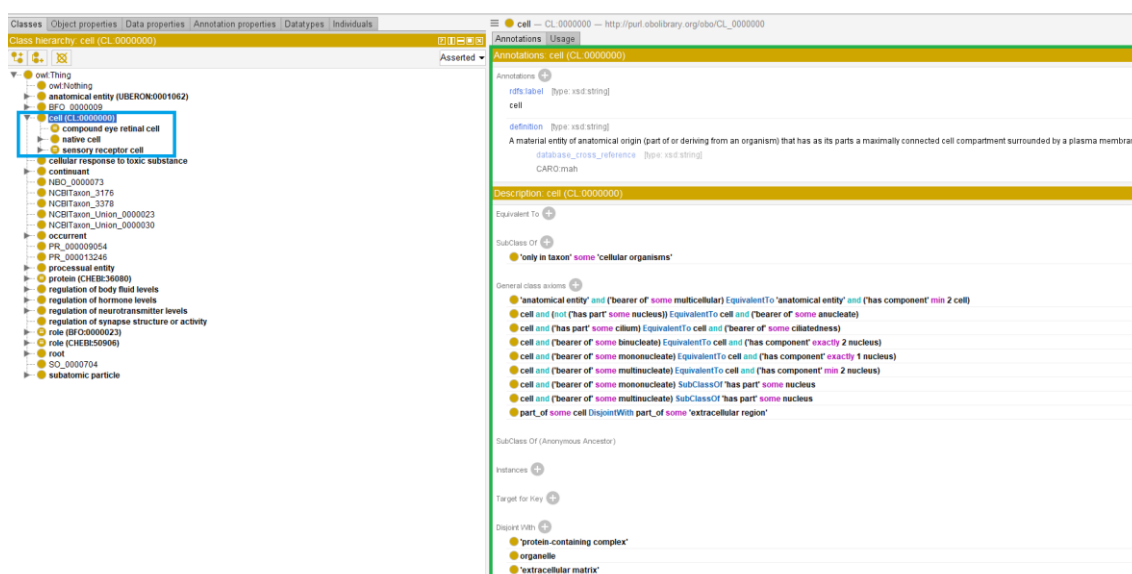 Classes Object properties Data properties Annotation properties Datatypes Individuals
Class hierarchy: cell (CL:0000000)
Asserted
owl:Thing
owl:Nothing
anatomical entity (UBERON:0001062)
BFO_0000009
cell (CL:0000000)
compound eye retinal cell
native cell
sensory receptor cell
cellular response to toxic substance
continuant
NBO_0000073
NCBITaxon_3176
NCBITaxon_3378
NCBITaxon_Union_0000023
NCBITaxon_Union_0000030
occurrent
PR_000009054
PR_000013246
processual entity
protein (CHEBI:36080)
regulation of body fluid levels
regulation of hormone levels
regulation of neurotransmitter levels
regulation of synapse structure or activity
role (BFO:0000023)
role (CHEBI:50906)
root
SO_0000704
subatomic particle
cell — CL:0000000 — http://purl.obolibrary.org/obo/CL_0000000
Annotations Usage
Annotations: cell (CL:0000000)
Annotations
rdfs:label [type: xsd:string]
cell
definition [type: xsd:string]
A material entity of anatomical origin (part of or deriving from an organism) that has as its parts a maximally connected cell compartment surrounded by a plasma membrar
database_cross_reference [type: xsd:string]
CARO:mah
Description: cell (CL:0000000)
Equivalent To
SubClass Of
'only in taxon' some 'cellular organisms'
General class axioms
'anatomical entity' and ('bearer of' some multicellular) EquivalentTo 'anatomical entity' and ('has component' min 2 cell)
cell and (not ('has part' some nucleus)) EquivalentTo cell and ('bearer of' some anucleate)
cell and ('has part' some cilium) EquivalentTo cell and ('bearer of' some ciliatedness)
cell and ('bearer of' some binucleate) EquivalentTo cell and ('has component' exactly 2 nucleus)
cell and ('bearer of' some mononucleate) EquivalentTo cell and ('has component' exactly 1 nucleus)
cell and ('bearer of' some multinucleate) EquivalentTo cell and ('has component' min 2 nucleus)
cell and ('bearer of' some mononucleate) SubClassOf 'has part' some nucleus
cell and ('bearer of' some multinucleate) SubClassOf 'has part' some nucleus
part_of some cell DisjointWith part_of some 'extracellular region'
SubClass Of (Anonymous Ancestor)
Instances
Target for Key
Disjoint With
'protein-containing complex'
organelle
'extracellular matrix'